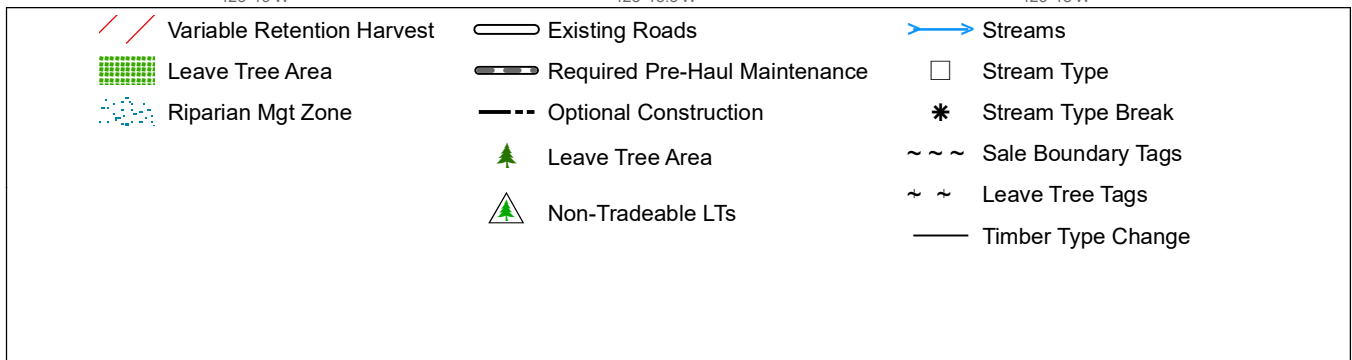 Variable Retention Harvest
Leave Tree Area
Riparian Mgt Zone
Existing Roads
Required Pre-Haul Maintenance
Optional Construction
Leave Tree Area
Non-Tradeable LTs
Streams
Stream Type
Stream Type Break
Sale Boundary Tags
Leave Tree Tags
Timber Type Change